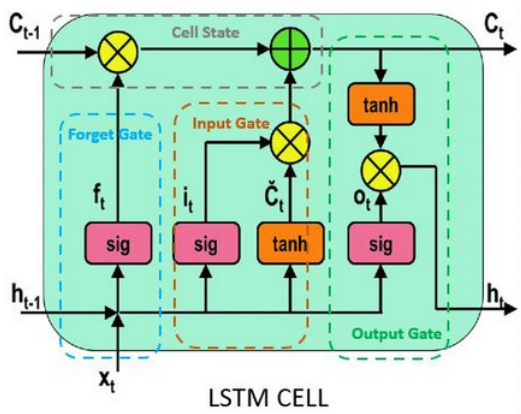 Cₜ₋₁
Cell State
Cₜ
tanh
Forget Gate
Input Gate
fₜ
iₜ
Čₜ
oₜ
sig
sig
tanh
sig
hₜ₋₁
hₜ
Output Gate
xₜ
LSTM CELL